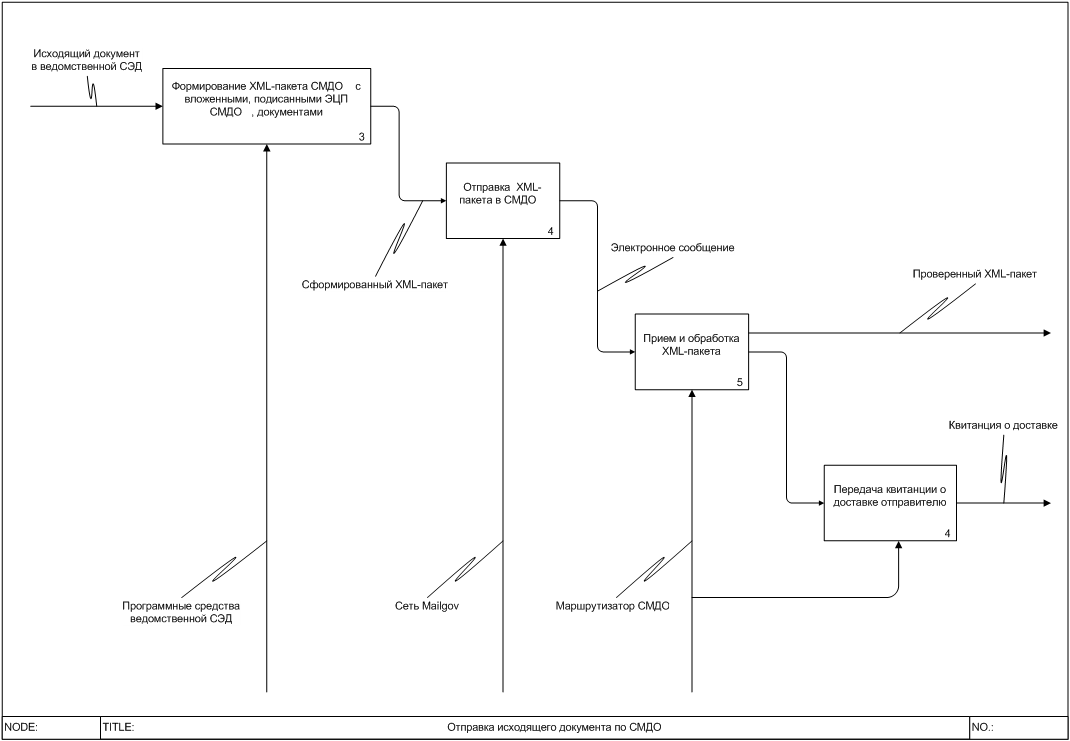 Исходящий документ
в ведомственной СЭД
Формирование XML-пакета СМДО с
вложенными, подисанными ЭЦП
СМДО , документами
3
Отправка XML-
пакета в СМДО
4
Сформированный XML-пакет
Электронное сообщение
Проверенный XML-пакет
Прием и обработка
XML-пакета
5
Квитанция о доставке
Передача квитанции о
доставке отправителю
4
Программные средства
ведомственной СЭД
Сеть Mailgov
Маршрутизатор СМДО
NODE:
TITLE:
Отправка исходящего документа по СМДО
NO.: